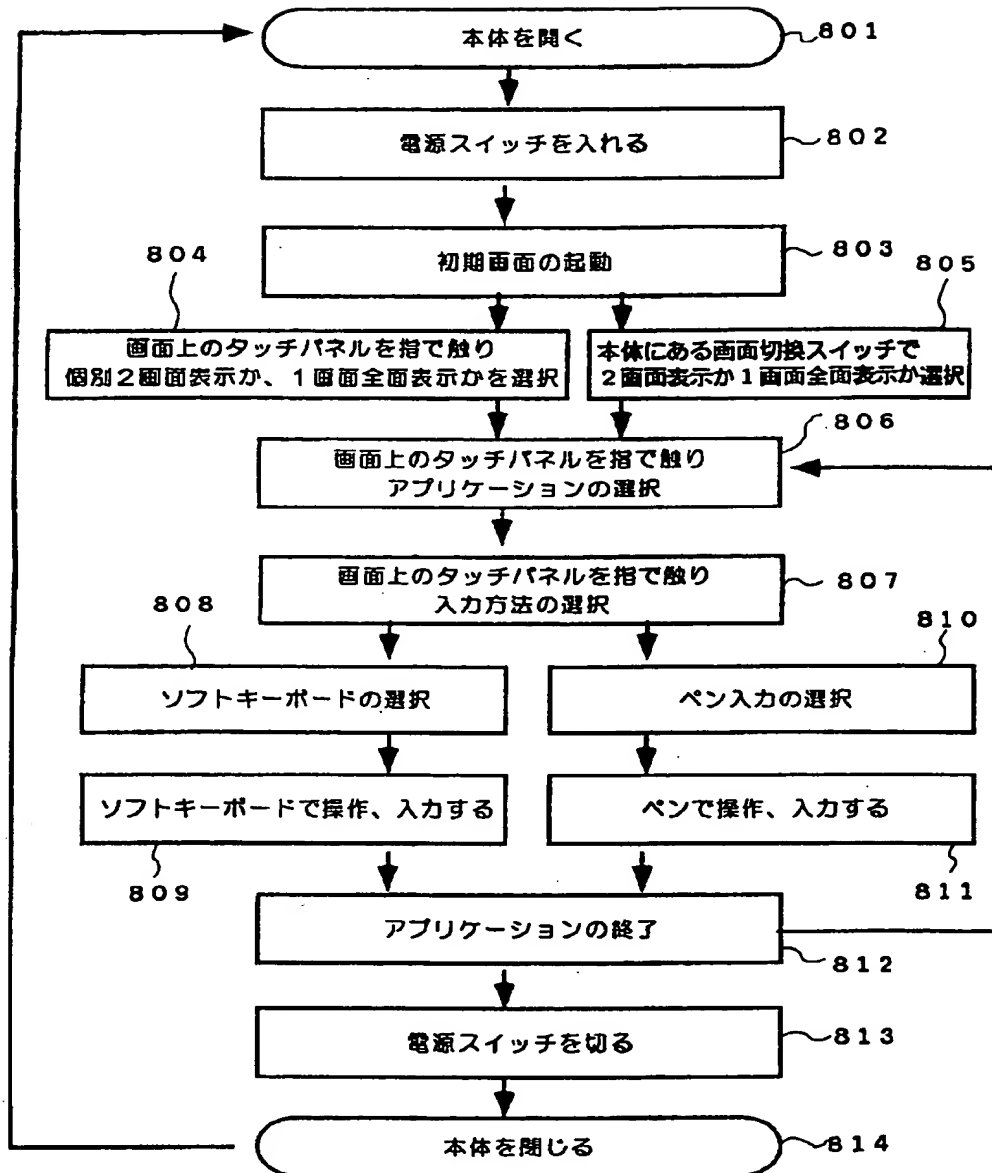 本体を開く
801
電源スイッチを入れる
802
初期画面の起動
803
804
画面上のタッチパネルを指で触り
個別2画面表示か、1画面全面表示かを選択
805
本体にある画面切換スイッチで
2画面表示か1画面全面表示か選択
画面上のタッチパネルを指で触り
アプリケーションの選択
806
画面上のタッチパネルを指で触り
入力方法の選択
807
808
ソフトキーボードの選択
810
ペン入力の選択
ソフトキーボードで操作、入力する
809
ペンで操作、入力する
811
アプリケーションの終了
812
電源スイッチを切る
813
本体を閉じる
814